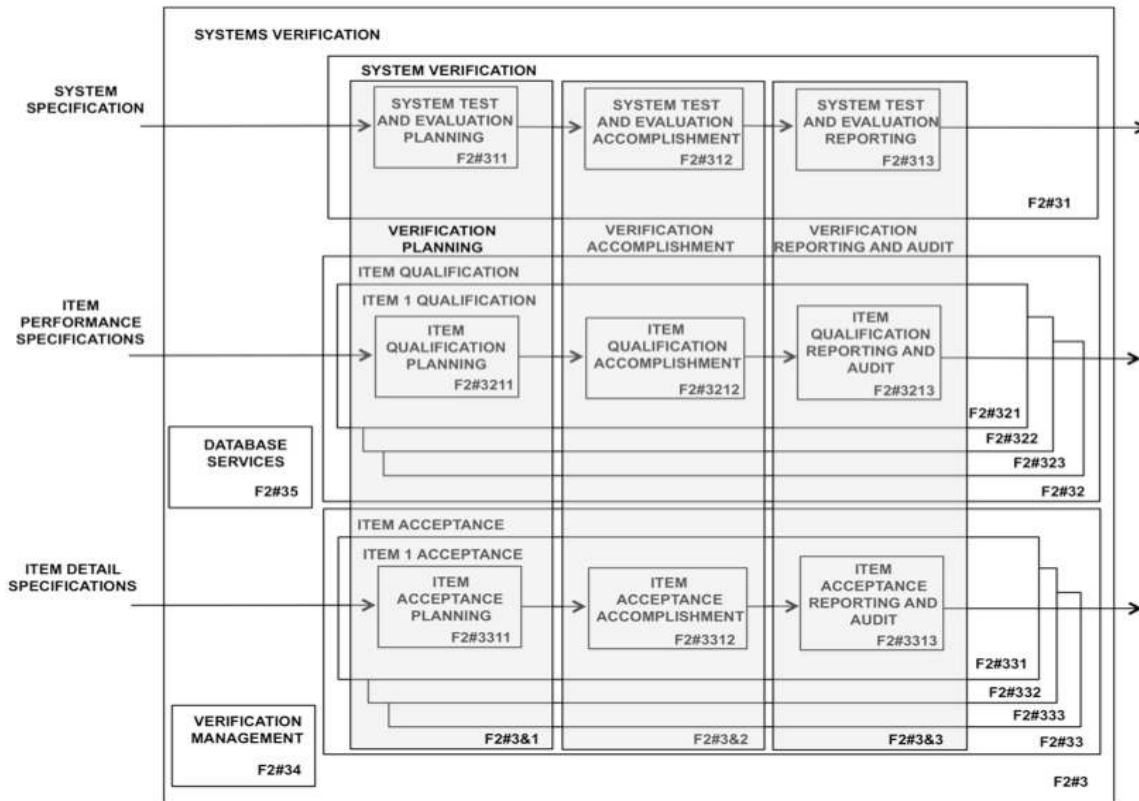 SYSTEMS VERIFICATION
SYSTEM
SPECIFICATION
SYSTEM VERIFICATION
SYSTEM TEST
AND EVALUATION
PLANNING
F2#311
SYSTEM TEST
AND EVALUATION
ACCOMPLISHMENT
F2#312
SYSTEM TEST
AND EVALUATION
REPORTING
F2#313
F2#31
VERIFICATION
PLANNING
VERIFICATION
ACCOMPLISHMENT
VERIFICATION
REPORTING AND AUDIT
ITEM
PERFORMANCE
SPECIFICATIONS
ITEM QUALIFICATION
ITEM 1 QUALIFICATION
ITEM
QUALIFICATION
PLANNING
F2#3211
ITEM
QUALIFICATION
ACCOMPLISHMENT
F2#3212
ITEM
QUALIFICATION
REPORTING AND
AUDIT
F2#3213
F2#321
F2#322
F2#323
F2#32
DATABASE
SERVICES
F2#35
ITEM DETAIL
SPECIFICATIONS
ITEM ACCEPTANCE
ITEM 1 ACCEPTANCE
ITEM
ACCEPTANCE
PLANNING
F2#3311
ITEM
ACCEPTANCE
ACCOMPLISHMENT
F2#3312
ITEM
ACCEPTANCE
REPORTING AND
AUDIT
F2#3313
F2#331
F2#332
F2#333
F2#33
VERIFICATION
MANAGEMENT
F2#34
F2#3&1
F2#3&2
F2#3&3
F2#3